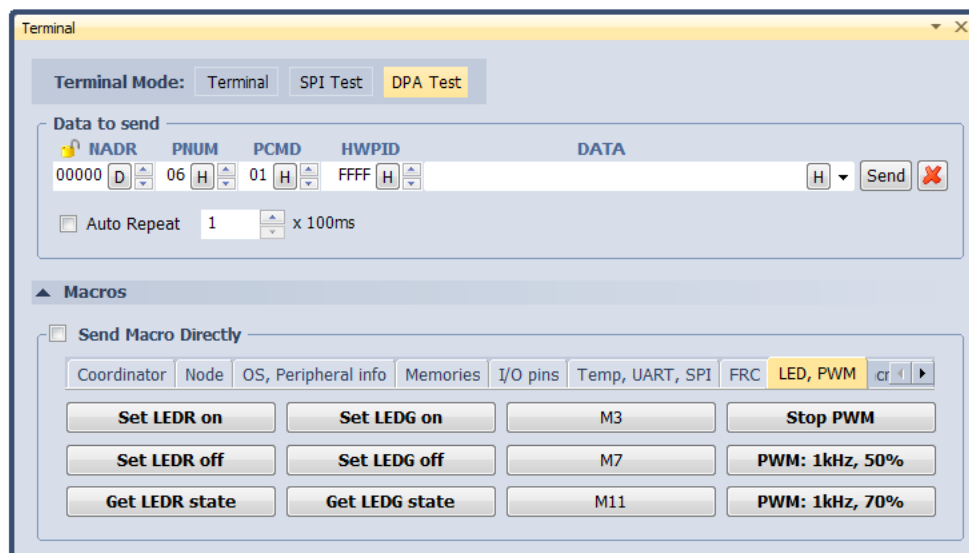 Terminal
Terminal Mode: Terminal SPI Test DPA Test
Data to send
NADR PNUM PCMD HWPID DATA
00000 D 06 H 01 H FFFF H H Send
Auto Repeat 1 x 100ms
Macros
Send Macro Directly
Coordinator Node OS, Peripheral info Memories I/O pins Temp, UART, SPI FRC LED, PWM cr
Set LEDR on Set LEDG on M3 Stop PWM
Set LEDR off Set LEDG off M7 PWM: 1kHz, 50%
Get LEDR state Get LEDG state M11 PWM: 1kHz, 70%